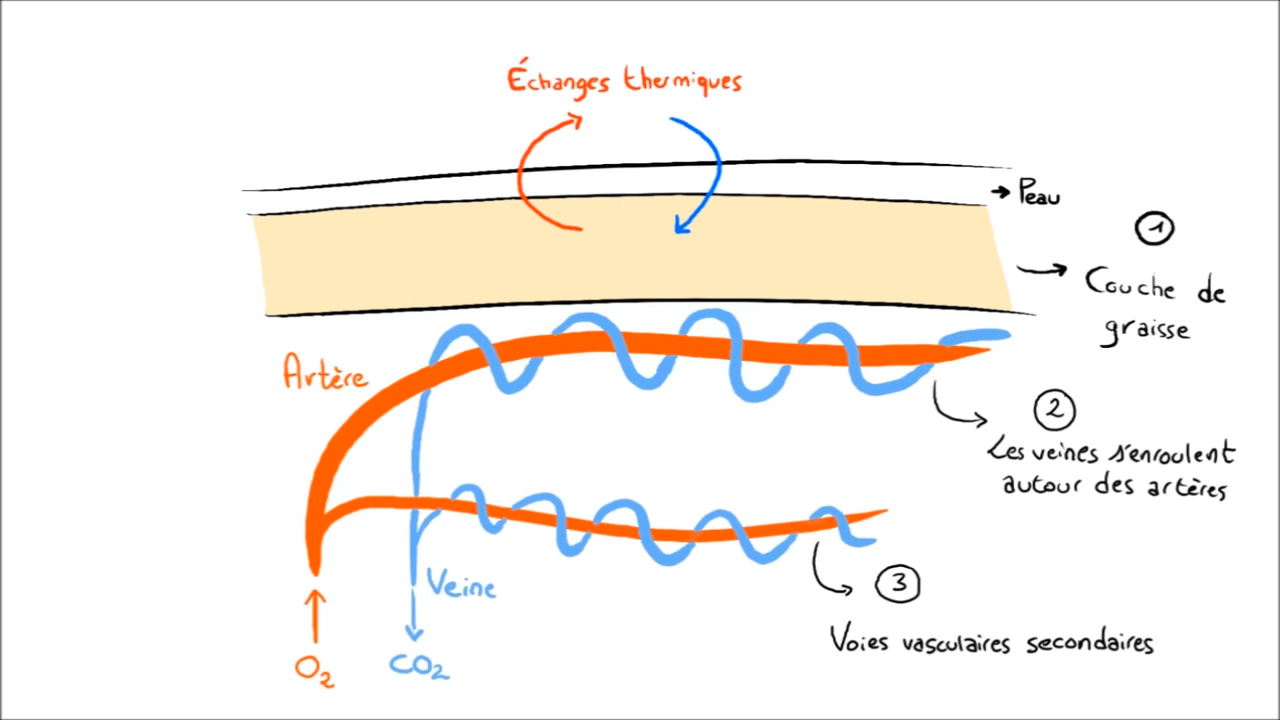 Échanges thermiques
Peau
1
Couche de
graisse
Artère
2
Les veines s'enroulent
autour des artères
3
Veine
Voies vasculaires secondaires
O₂
CO₂